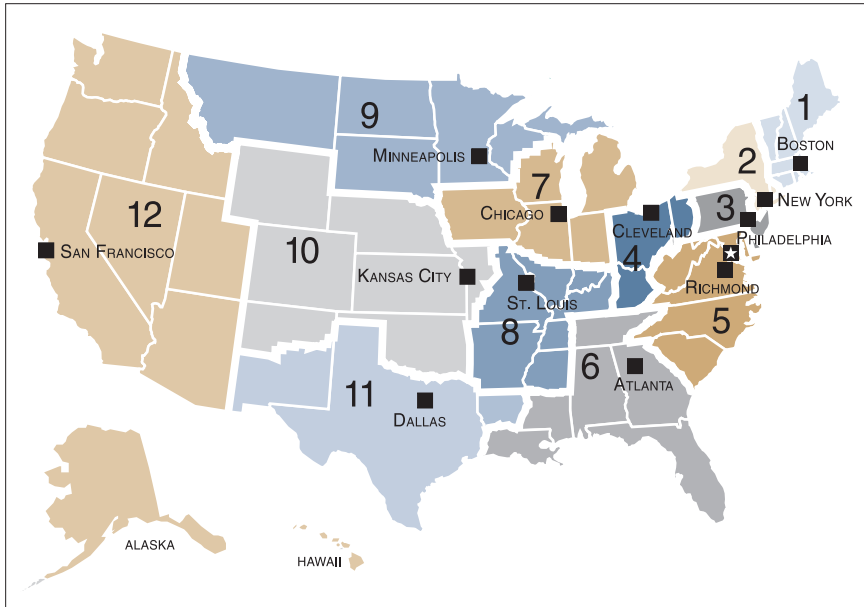 1
BOSTON
9
2
MINNEAPOLIS
7
3
NEW YORK
12
CHICAGO
CLEVELAND
PHILADELPHIA
SAN FRANCISCO
10
4
KANSAS CITY
RICHMOND
ST. LOUIS
5
8
6
11
ATLANTA
DALLAS
ALASKA
HAWAII